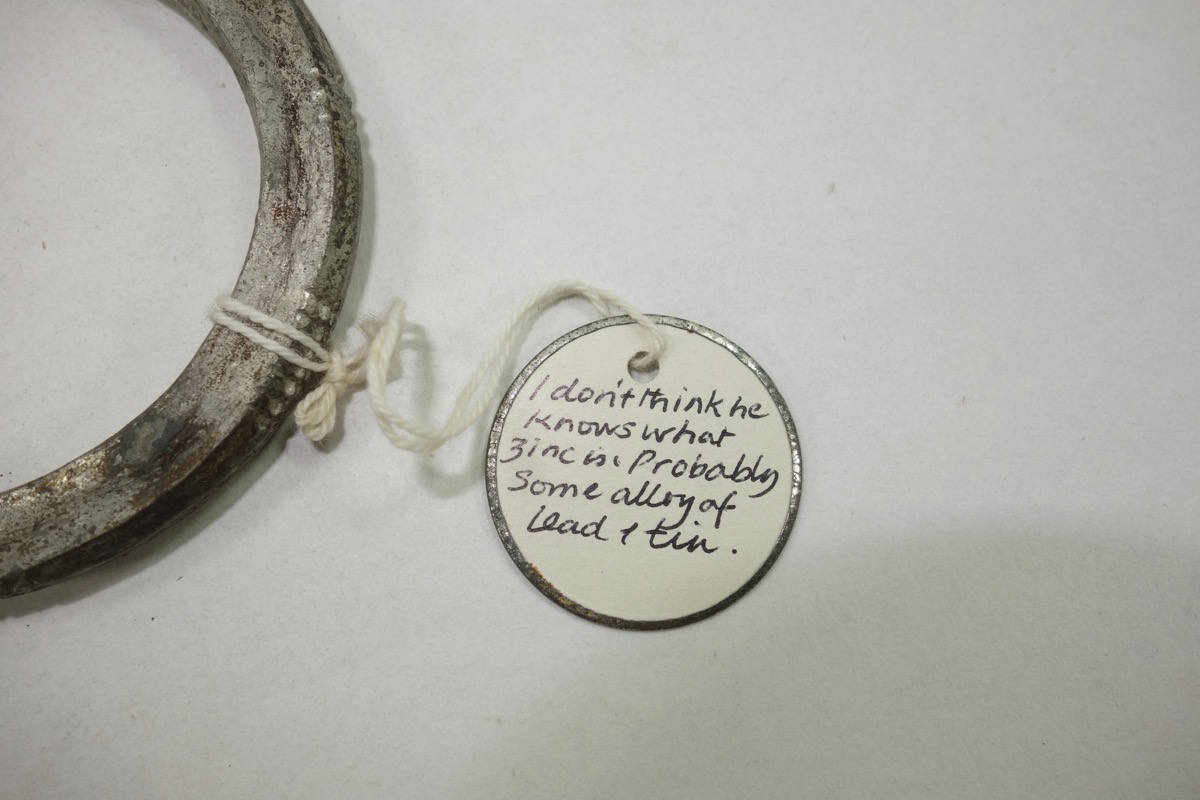 I don't think he
knows what
zinc is. Probably
some alloy of
lead & tin.